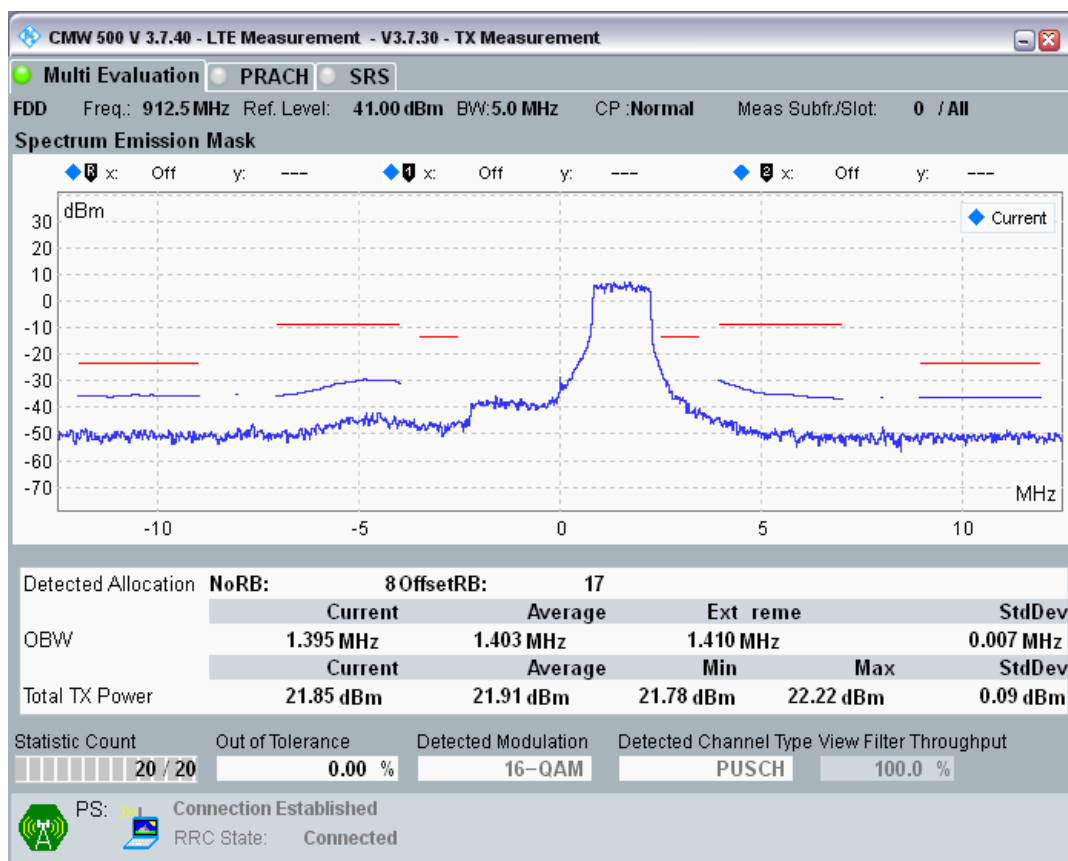 CMW 500 V 3.7.40 - LTE Measurement - V3.7.30 - TX Measurement
Multi Evaluation PRACH SRS
FDD Freq.: 912.5 MHz Ref. Level: 41.00 dBm BW:5.0 MHz CP :Normal Meas Subfr./Slot: 0 / All
Spectrum Emission Mask
R x: Off y: --- 1 x: Off y: --- 2 x: Off y: ---
dBm
Current
30
20
10
0
-10
-20
-30
-40
-50
-60
-70
MHz
-10 -5 0 5 10
Detected Allocation NoRB: 8 OffsetRB: 17
Current Average Ext reme StdDev
OBW 1.395 MHz 1.403 MHz 1.410 MHz 0.007 MHz
Current Average Min Max StdDev
Total TX Power 21.85 dBm 21.91 dBm 21.78 dBm 22.22 dBm 0.09 dBm
Statistic Count Out of Tolerance Detected Modulation Detected Channel Type View Filter Throughput
20 / 20 0.00 % 16-QAM PUSCH 100.0 %
PS: Connection Established
RRC State: Connected